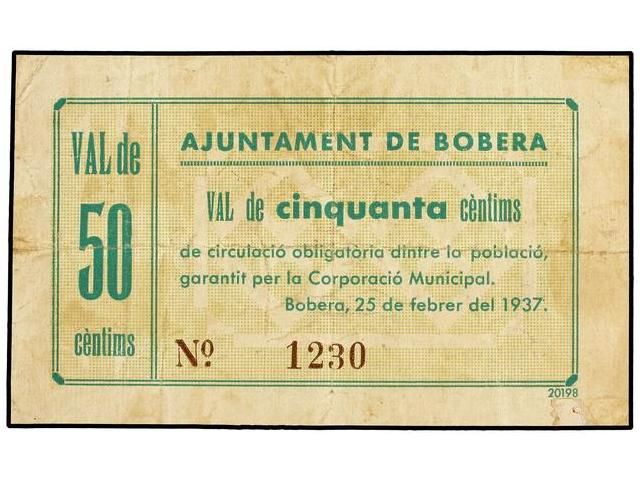 VAL de
50
cèntims
AJUNTAMENT DE BOBERA
VAL de cinquanta cèntims
de circulació obligatòria dintre la població,
garantit per la Corporació Municipal.
Bobera, 25 de febrer del 1937.
Nº 1230
20198